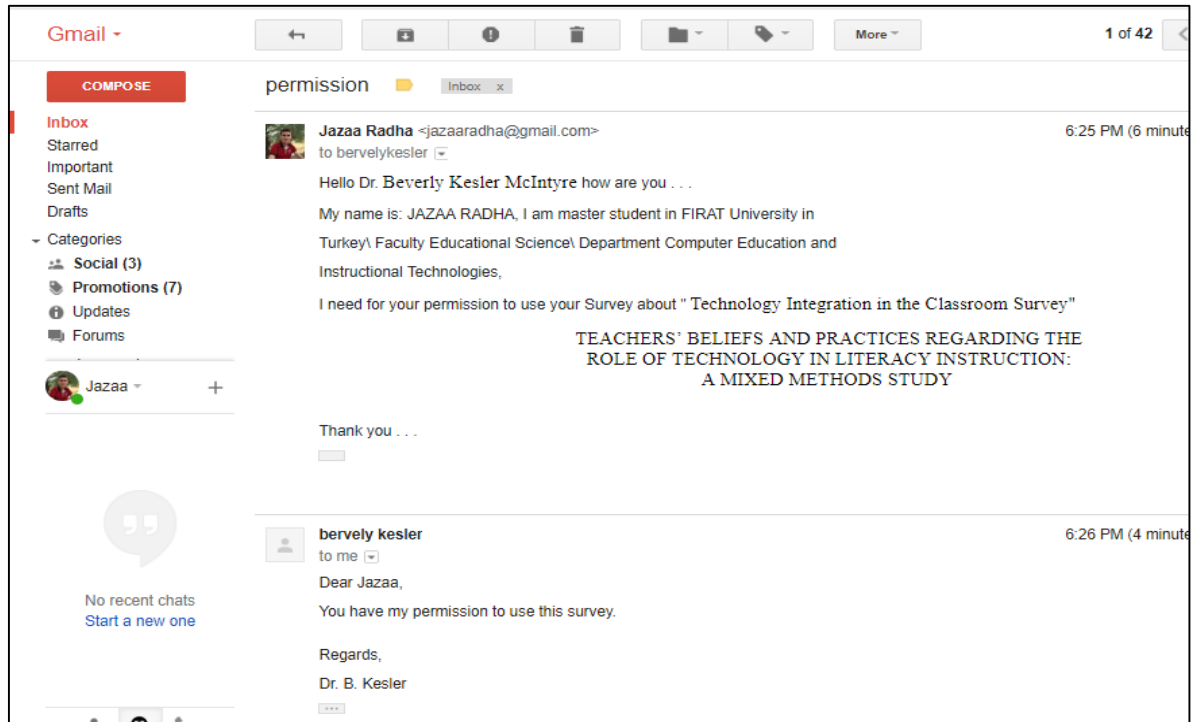 Gmail
More
1 of 42
COMPOSE
permission
Inbox x
Inbox
Starred
Important
Sent Mail
Drafts
Categories
Social (3)
Promotions (7)
Updates
Forums
Jazaa
No recent chats
Start a new one
Jazaa Radha <jazaaradha@gmail.com>
6:25 PM (6 minute
to bervelykesler
Hello Dr. Beverly Kesler McIntyre how are you . . .
My name is: JAZAA RADHA, I am master student in FIRAT University in
Turkey\ Faculty Educational Science\ Department Computer Education and
Instructional Technologies,
I need for your permission to use your Survey about " Technology Integration in the Classroom Survey"
TEACHERS' BELIEFS AND PRACTICES REGARDING THE
ROLE OF TECHNOLOGY IN LITERACY INSTRUCTION:
A MIXED METHODS STUDY
Thank you . . .
bervely kesler
6:26 PM (4 minute
to me
Dear Jazaa,
You have my permission to use this survey.
Regards,
Dr. B. Kesler